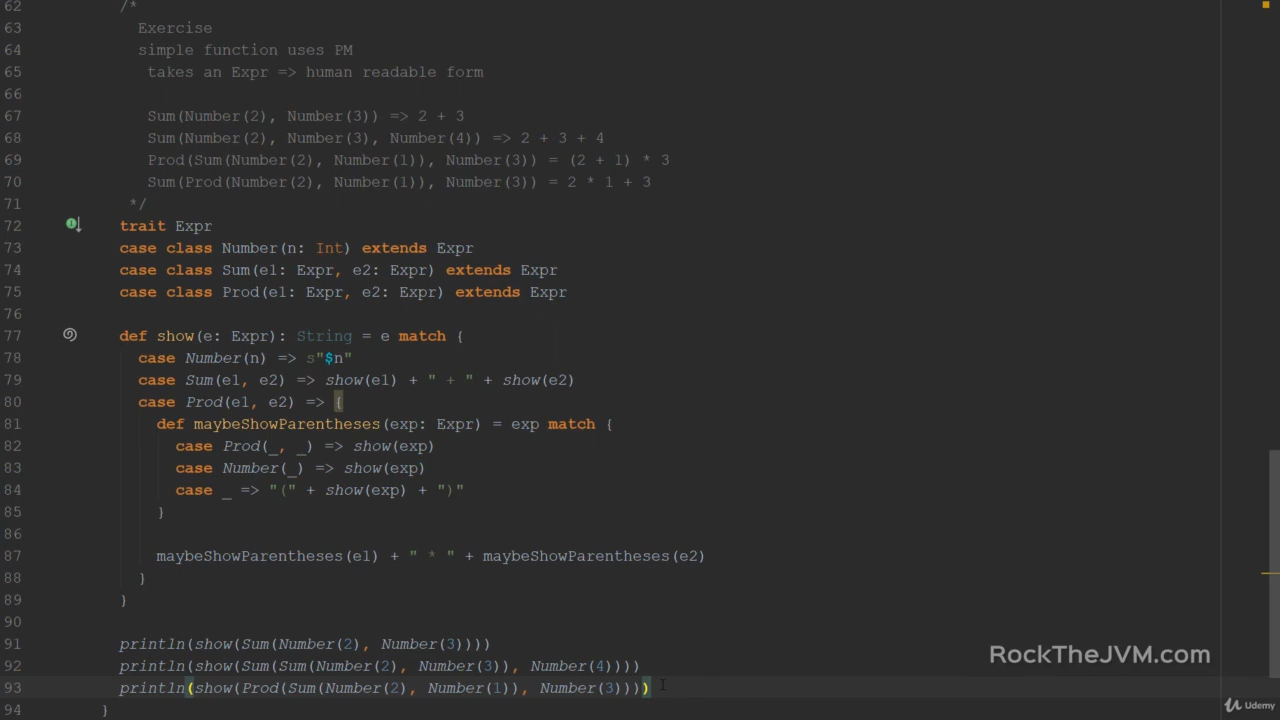 62 /*
63 Exercise
64 simple function uses PM
65 takes an Expr => human readable form
66
67 Sum(Number(2), Number(3)) => 2 + 3
68 Sum(Number(2), Number(3), Number(4)) => 2 + 3 + 4
69 Prod(Sum(Number(2), Number(1)), Number(3)) = (2 + 1) * 3
70 Sum(Prod(Number(2), Number(1)), Number(3)) = 2 * 1 + 3
71 */
72 trait Expr
73 case class Number(n: Int) extends Expr
74 case class Sum(e1: Expr, e2: Expr) extends Expr
75 case class Prod(e1: Expr, e2: Expr) extends Expr
76
77 def show(e: Expr): String = e match {
78 case Number(n) => s"$n"
79 case Sum(e1, e2) => show(e1) + " + " + show(e2)
80 case Prod(e1, e2) => {
81 def maybeShowParentheses(exp: Expr) = exp match {
82 case Prod(_, _) => show(exp)
83 case Number(_) => show(exp)
84 case _ => "(" + show(exp) + ")"
85 }
86
87 maybeShowParentheses(e1) + " * " + maybeShowParentheses(e2)
88 }
89 }
90
91 println(show(Sum(Number(2), Number(3))))
92 println(show(Sum(Sum(Number(2), Number(3)), Number(4))))
93 println(show(Prod(Sum(Number(2), Number(1)), Number(3))))
94 }
RockTheJVM.com
Udemy